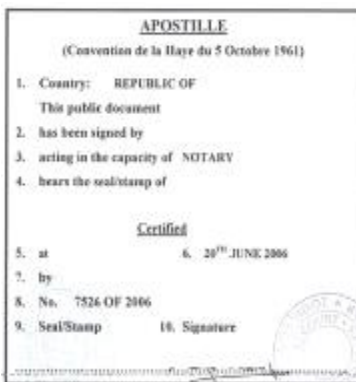 APOSTILLE
(Convention de la Haye du 5 Octobre 1961)
1. Country: REPUBLIC OF
This public document
2. has been signed by
3. acting in the capacity of NOTARY
4. bears the seal/stamp of
Certified
5. at 6. 20TH JUNE 2006
7. by
8. No. 7526 OF 2006
9. Seal/Stamp 10. Signature